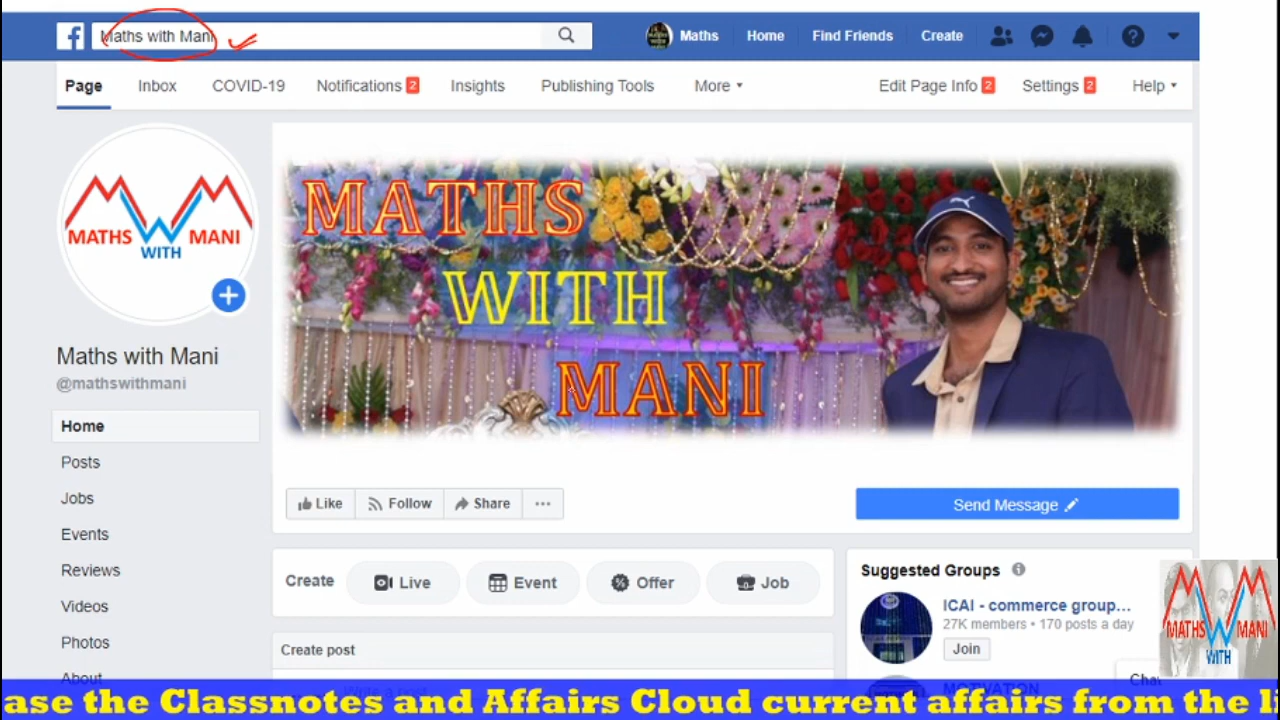 Maths with Mani
Maths Home Find Friends Create
Page Inbox COVID-19 Notifications 2 Insights Publishing Tools More Edit Page Info 2 Settings 2 Help
MATHS WITH MANI
MATHS
WITH
MANI
Maths with Mani
@mathswithmani
Home
Posts
Jobs
Events
Reviews
Videos
Photos
About
Like Follow Share
Send Message
Create Live Event Offer Job
Create post
Write a post
Suggested Groups
ICAI - commerce group...
27K members • 170 posts a day
Join
MOTIVATION
MATHS WITH MANI
ase the Classnotes and Affairs Cloud current affairs from the